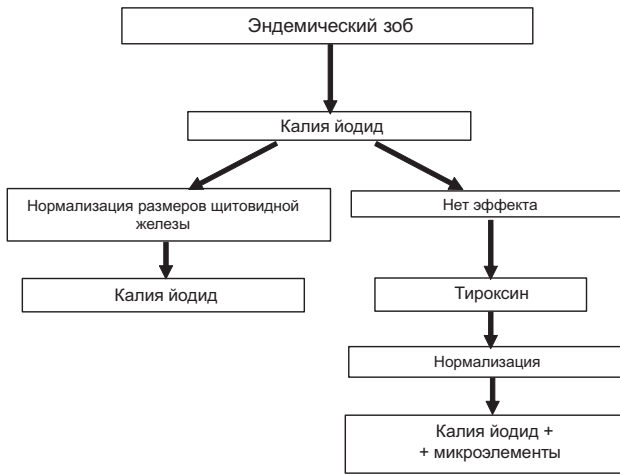 Эндемический зоб
Калия йодид
Нормализация размеров щитовидной
железы
Нет эффекта
Калия йодид
Тироксин
Нормализация
Калия йодид +
+ микроэлементы